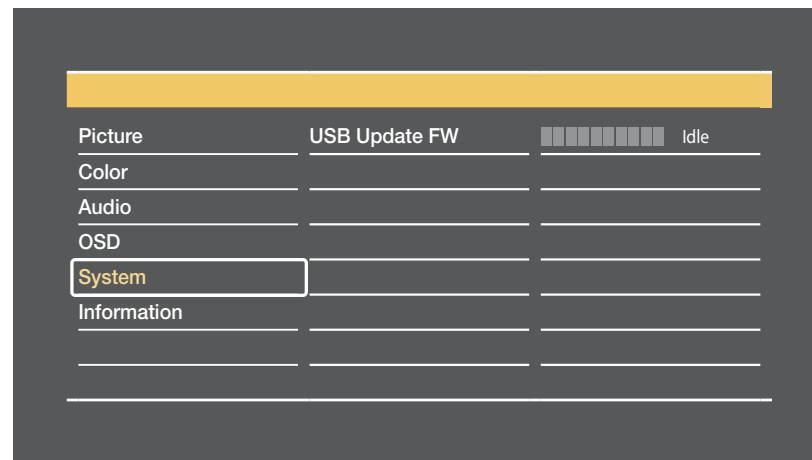 Picture USB Update FW Idle
Color
Audio
OSD
System
Information